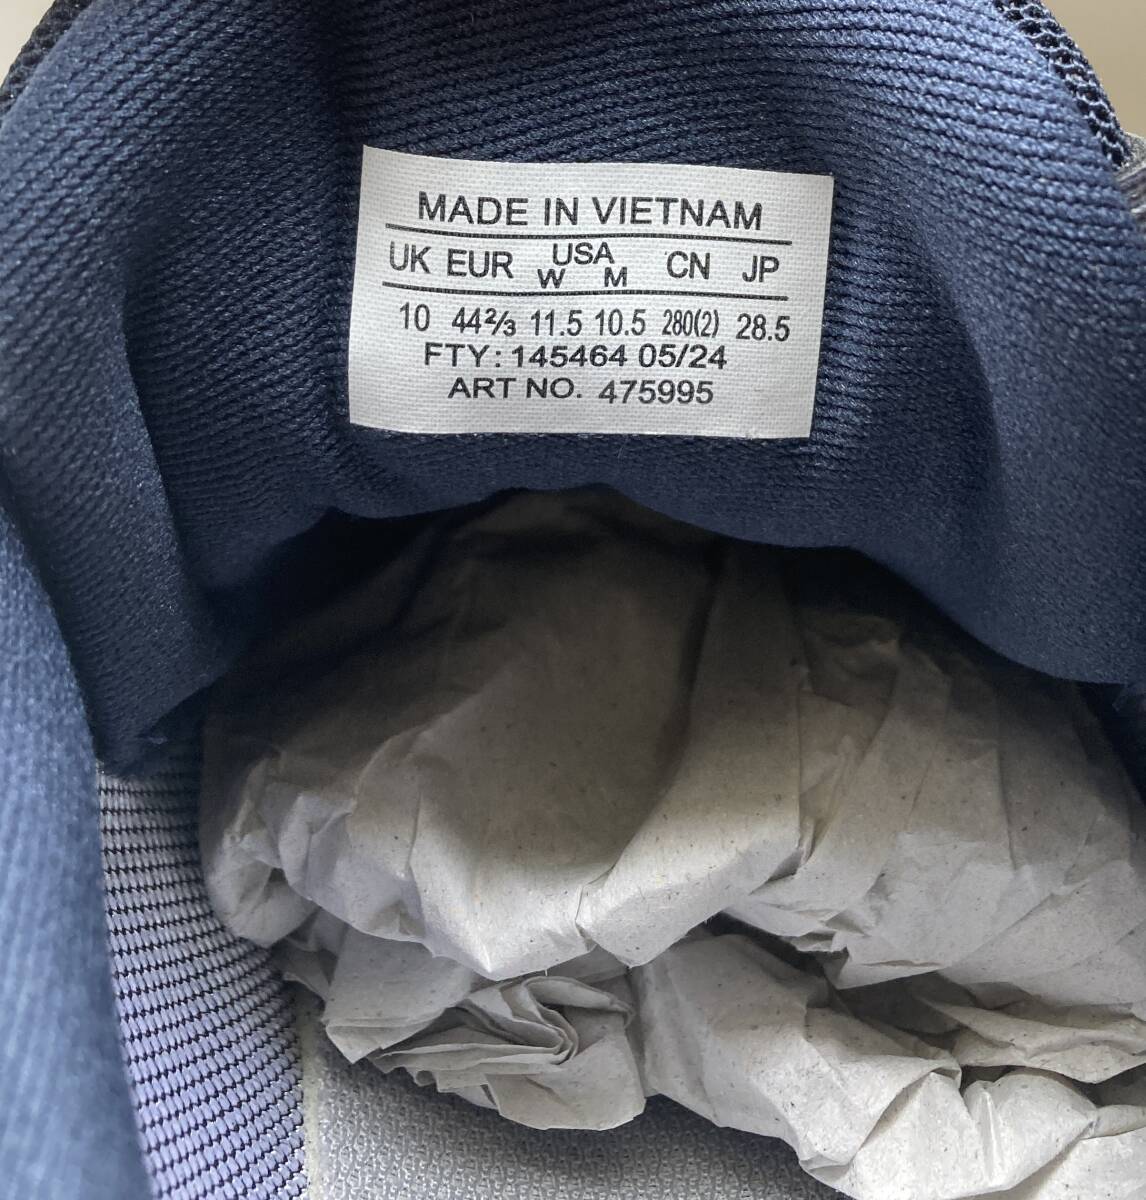 MADE IN VIETNAM
UK EUR USA W M CN JP
10 44⅔ 11.5 10.5 280(2) 28.5
FTY: 145464 05/24
ART NO. 475995